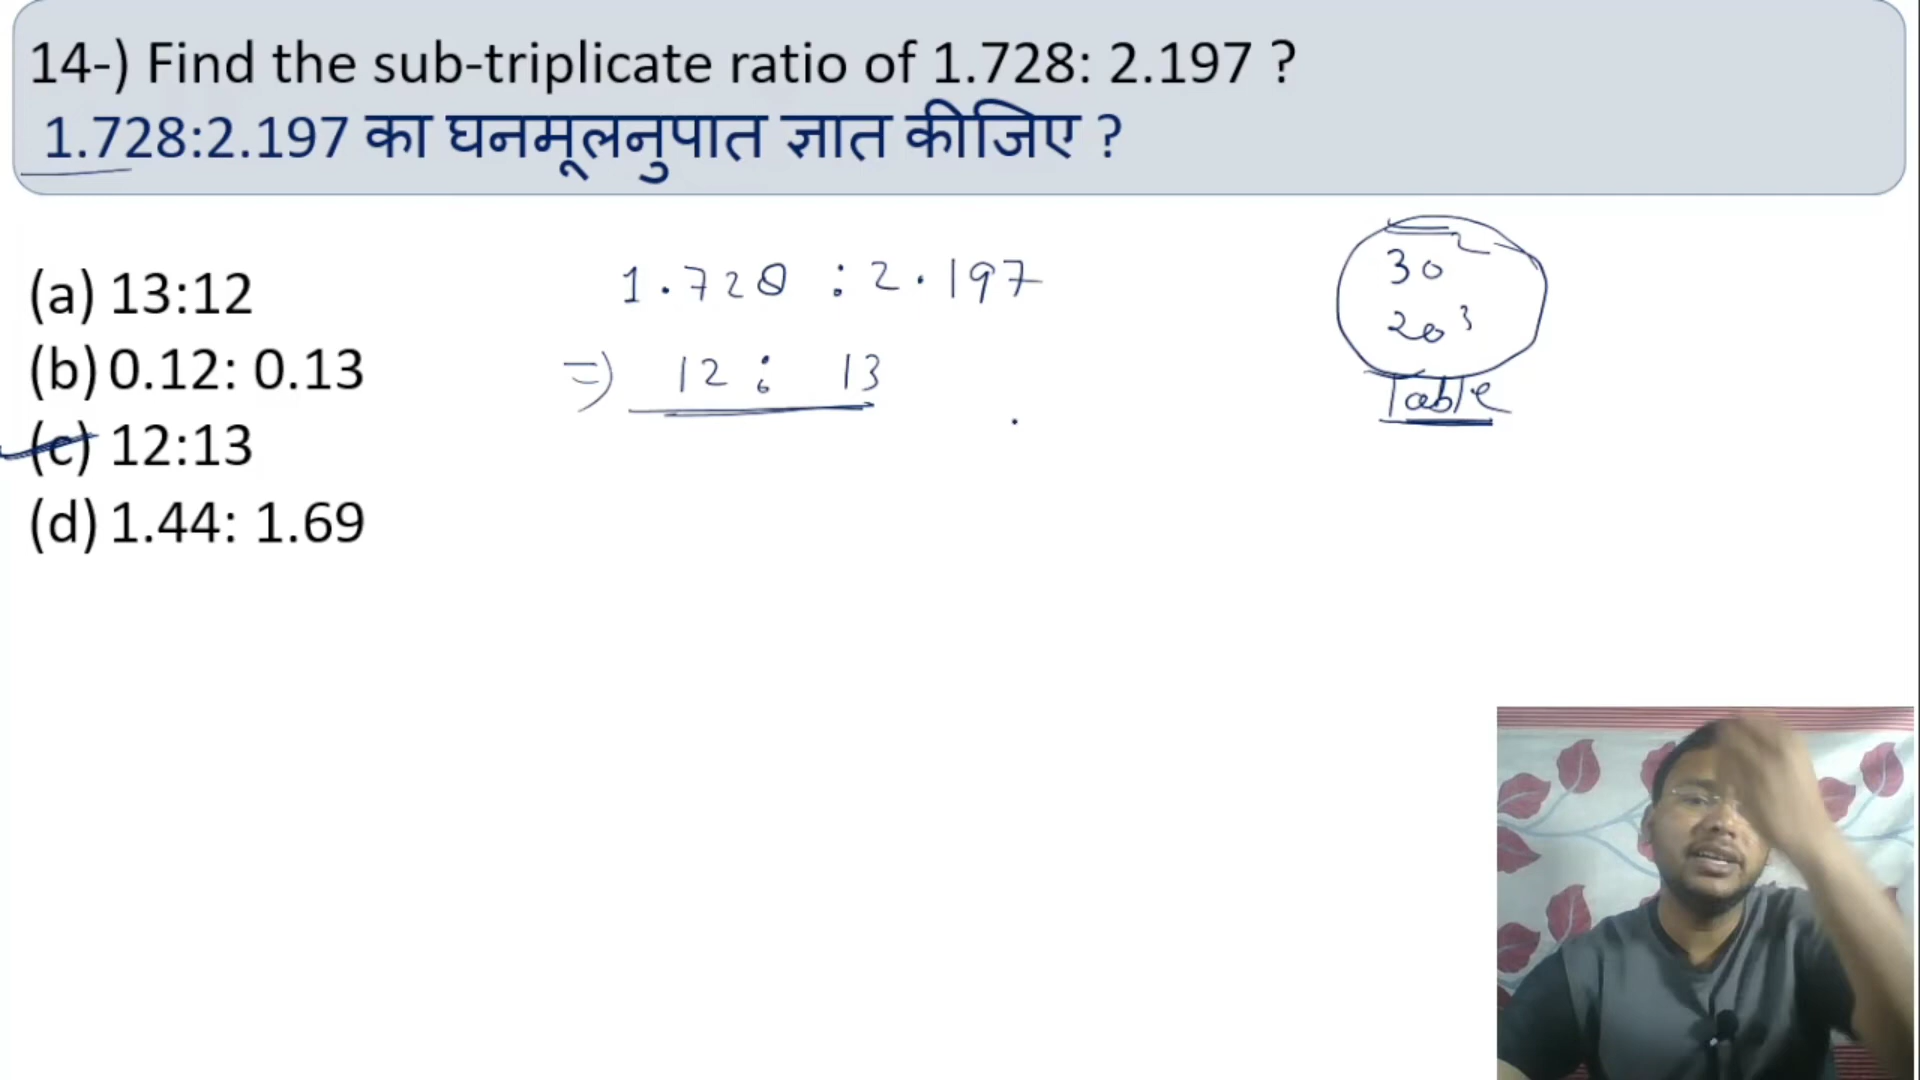 14-) Find the sub-triplicate ratio of 1.728: 2.197 ?
1.728:2.197 का घनमूलनुपात ज्ञात कीजिए ?
(a) 13:12
(b) 0.12: 0.13
(c) 12:13
(d) 1.44: 1.69
1.728 : 2.197
=) 12 : 13
30²
20³
Table